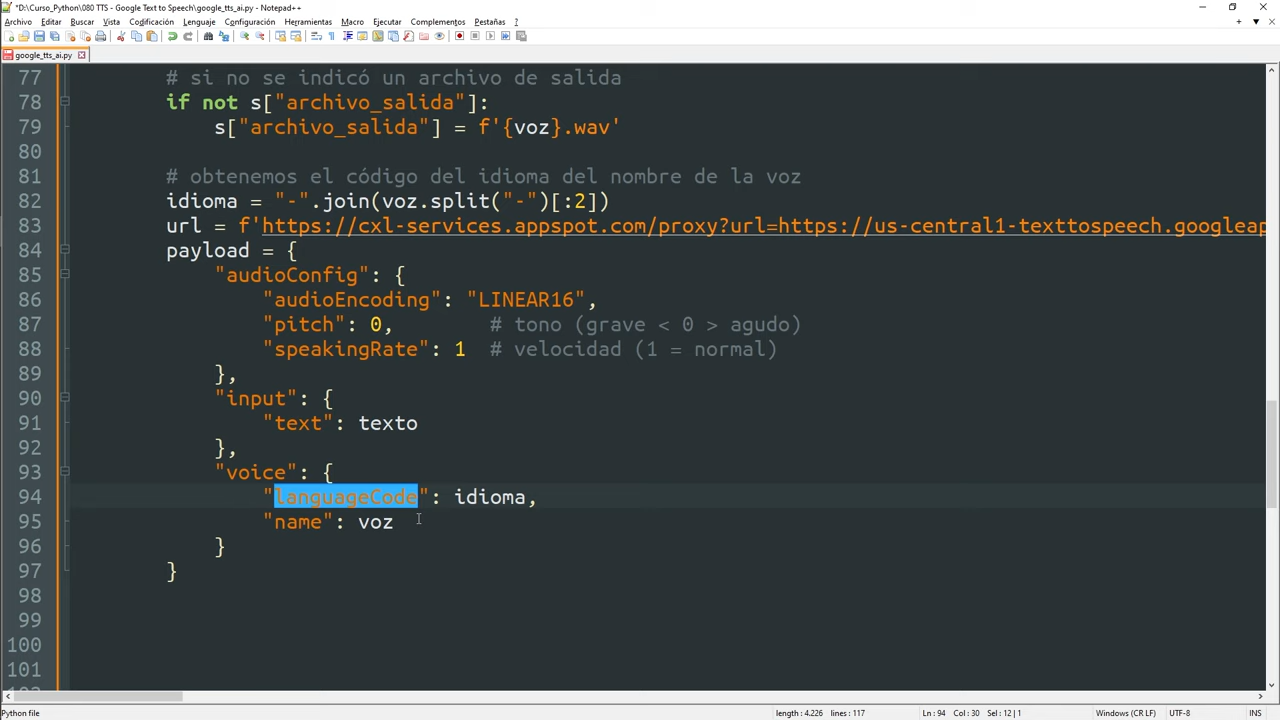 *D:\Curso_Python\080 TTS - Google Text to Speech\google_tts_ai.py - Notepad++
Archivo Editar Buscar Vista Codificación Lenguaje Configuración Herramientas Macro Ejecutar Complementos Pestañas ?
google_tts_ai.py
77 # si no se indicó un archivo de salida
78 if not s["archivo_salida"]:
79 s["archivo_salida"] = f'{voz}.wav'
80
81 # obtenemos el código del idioma del nombre de la voz
82 idioma = "-".join(voz.split("-")[:2])
83 url = f'https://cxl-services.appspot.com/proxy?url=https://us-central1-texttospeech.googleap
84 payload = {
85 "audioConfig": {
86 "audioEncoding": "LINEAR16",
87 "pitch": 0, # tono (grave < 0 > agudo)
88 "speakingRate": 1 # velocidad (1 = normal)
89 },
90 "input": {
91 "text": texto
92 },
93 "voice": {
94 "languageCode": idioma,
95 "name": voz
96 }
97 }
98
99
100
101
Python file length : 4.226 lines : 117 Ln : 94 Col : 30 Sel : 12 | 1 Windows (CR LF) UTF-8 INS